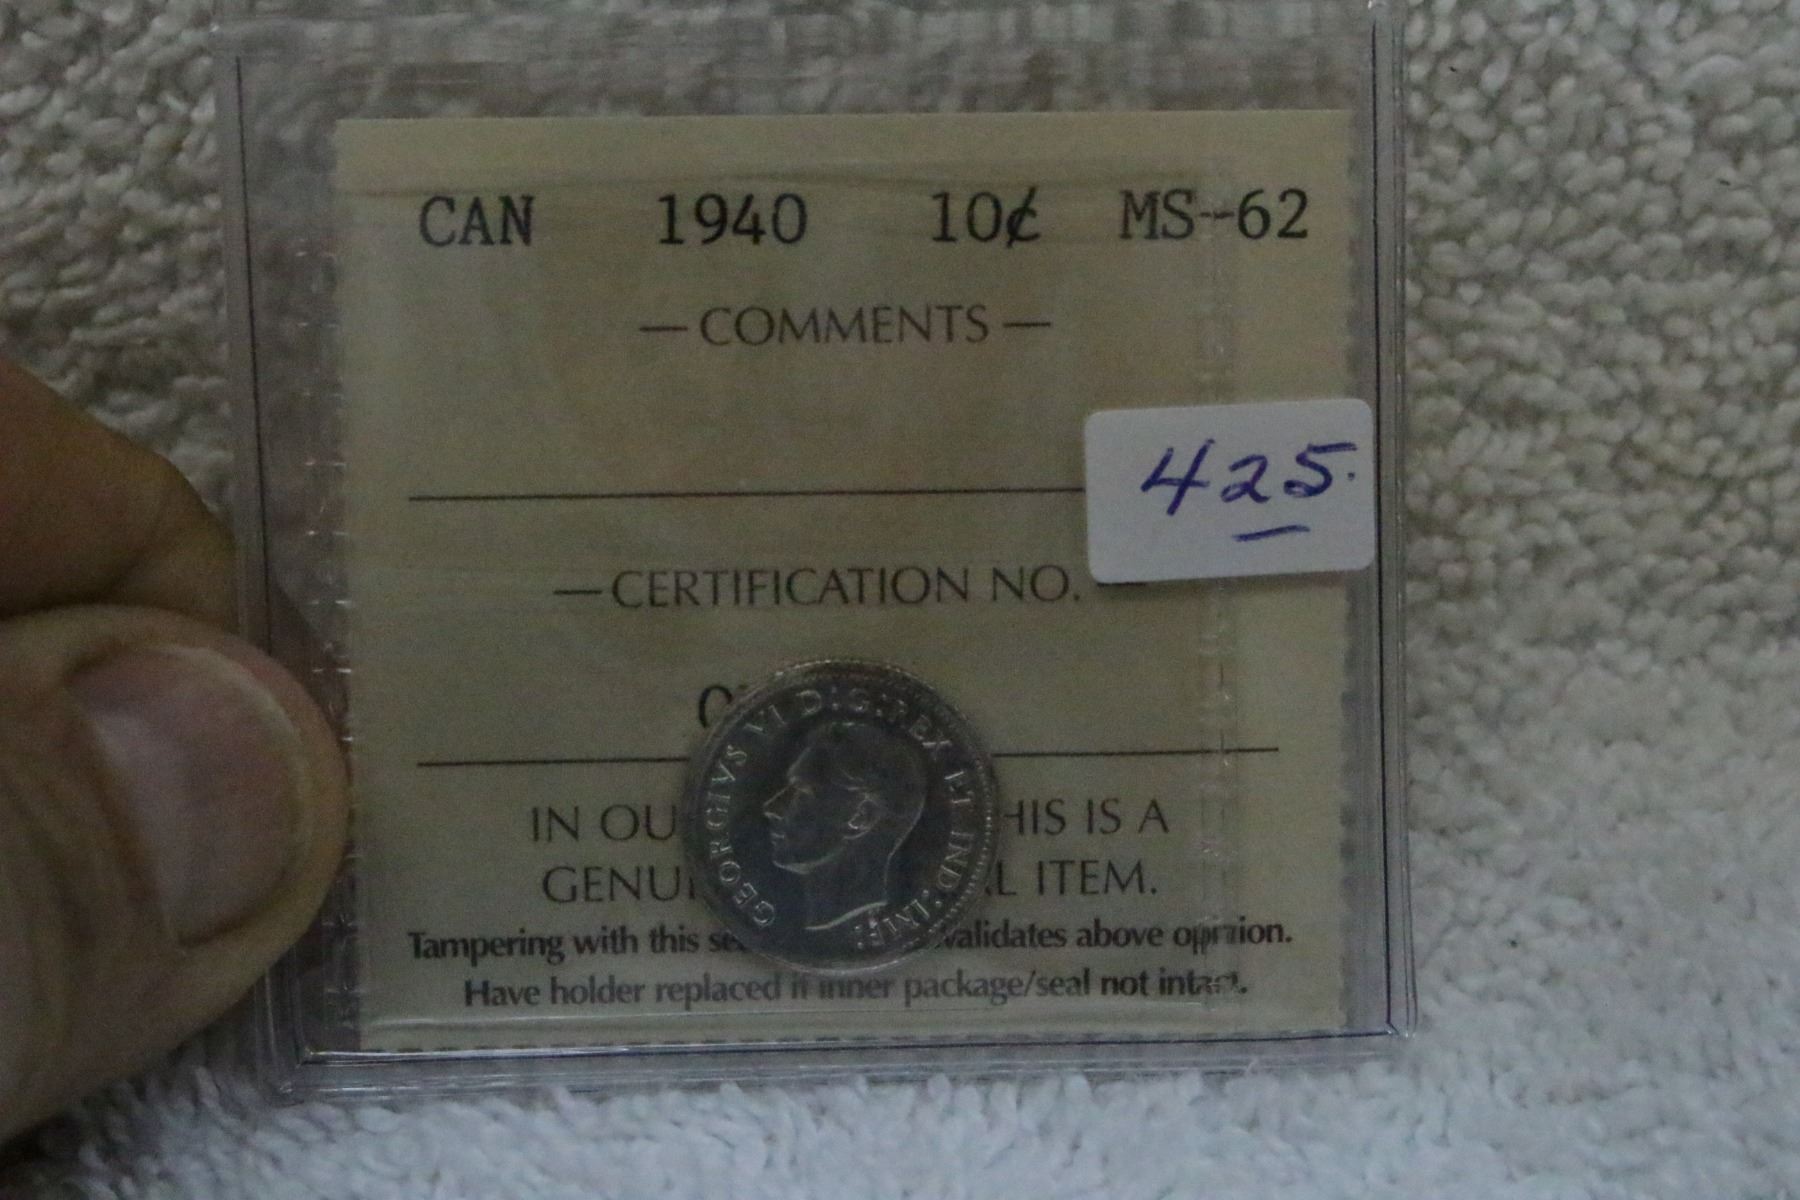 CAN 1940 10¢ MS-62
— COMMENTS —
425.
— CERTIFICATION NO.
GEORGIVS VI D:G:REX ET IND:IMP:
IN OU HIS IS A
GENU L ITEM.
Tampering with this validates above opinion.
Have holder replaced if inner package/seal not intact.